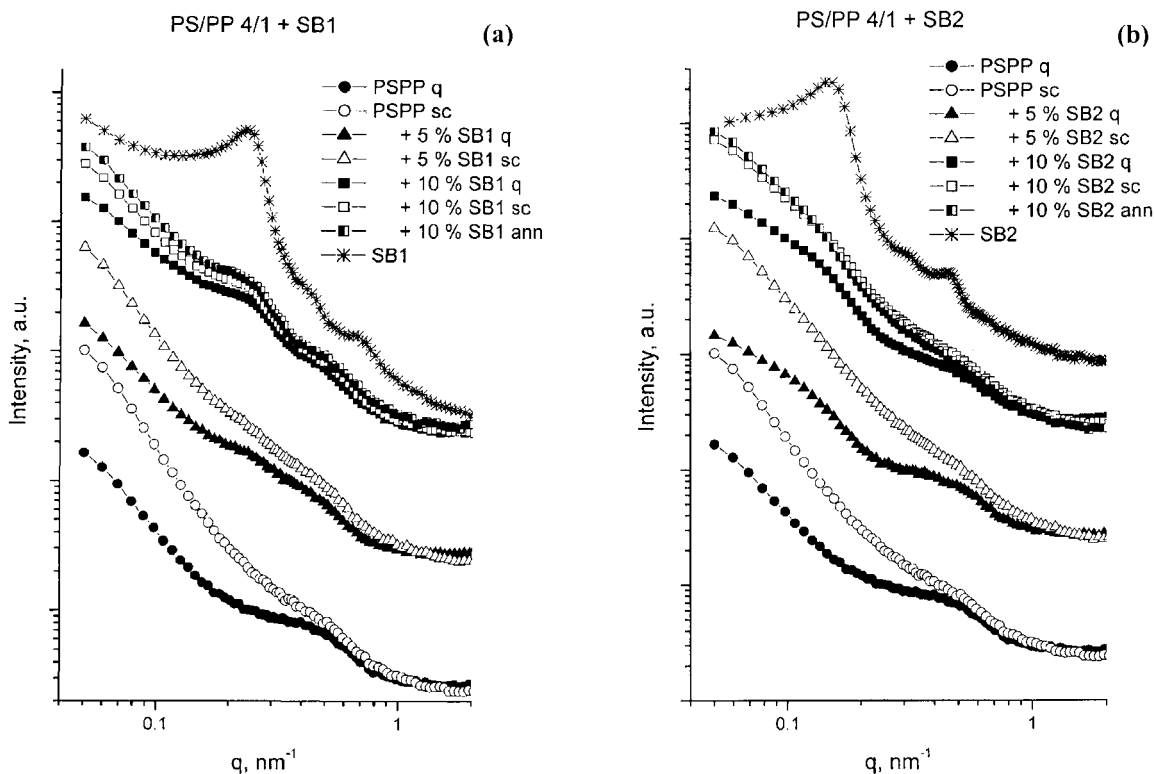 PS/PP 4/1 + SB1
(a)
PSPP q
PSPP sc
+ 5 % SB1 q
+ 5 % SB1 sc
+ 10 % SB1 q
+ 10 % SB1 sc
+ 10 % SB1 ann
SB1
Intensity, a.u.
0.1
1
q, nm-1
PS/PP 4/1 + SB2
(b)
PSPP q
PSPP sc
+ 5 % SB2 q
+ 5 % SB2 sc
+ 10 % SB2 q
+ 10 % SB2 sc
+ 10 % SB2 ann
SB2
Intensity, a.u.
0.1
1
q, nm-1